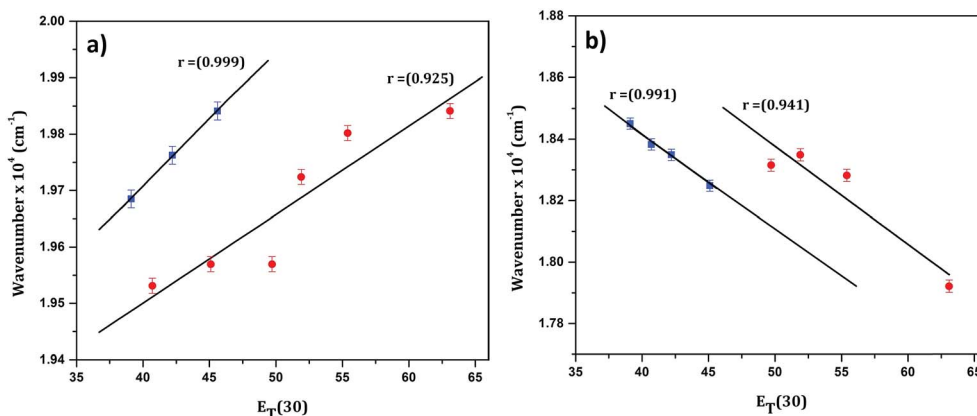 a)
r =(0.999)
r =(0.925)
Wavenumber x 10⁴ (cm⁻¹)
2.00
1.99
1.98
1.97
1.96
1.95
1.94
35 40 45 50 55 60 65
E_T(30)
b)
r =(0.991)
r =(0.941)
Wavenumber x 10⁴ (cm⁻¹)
1.88
1.86
1.84
1.82
1.80
1.78
35 40 45 50 55 60 65
E_T(30)